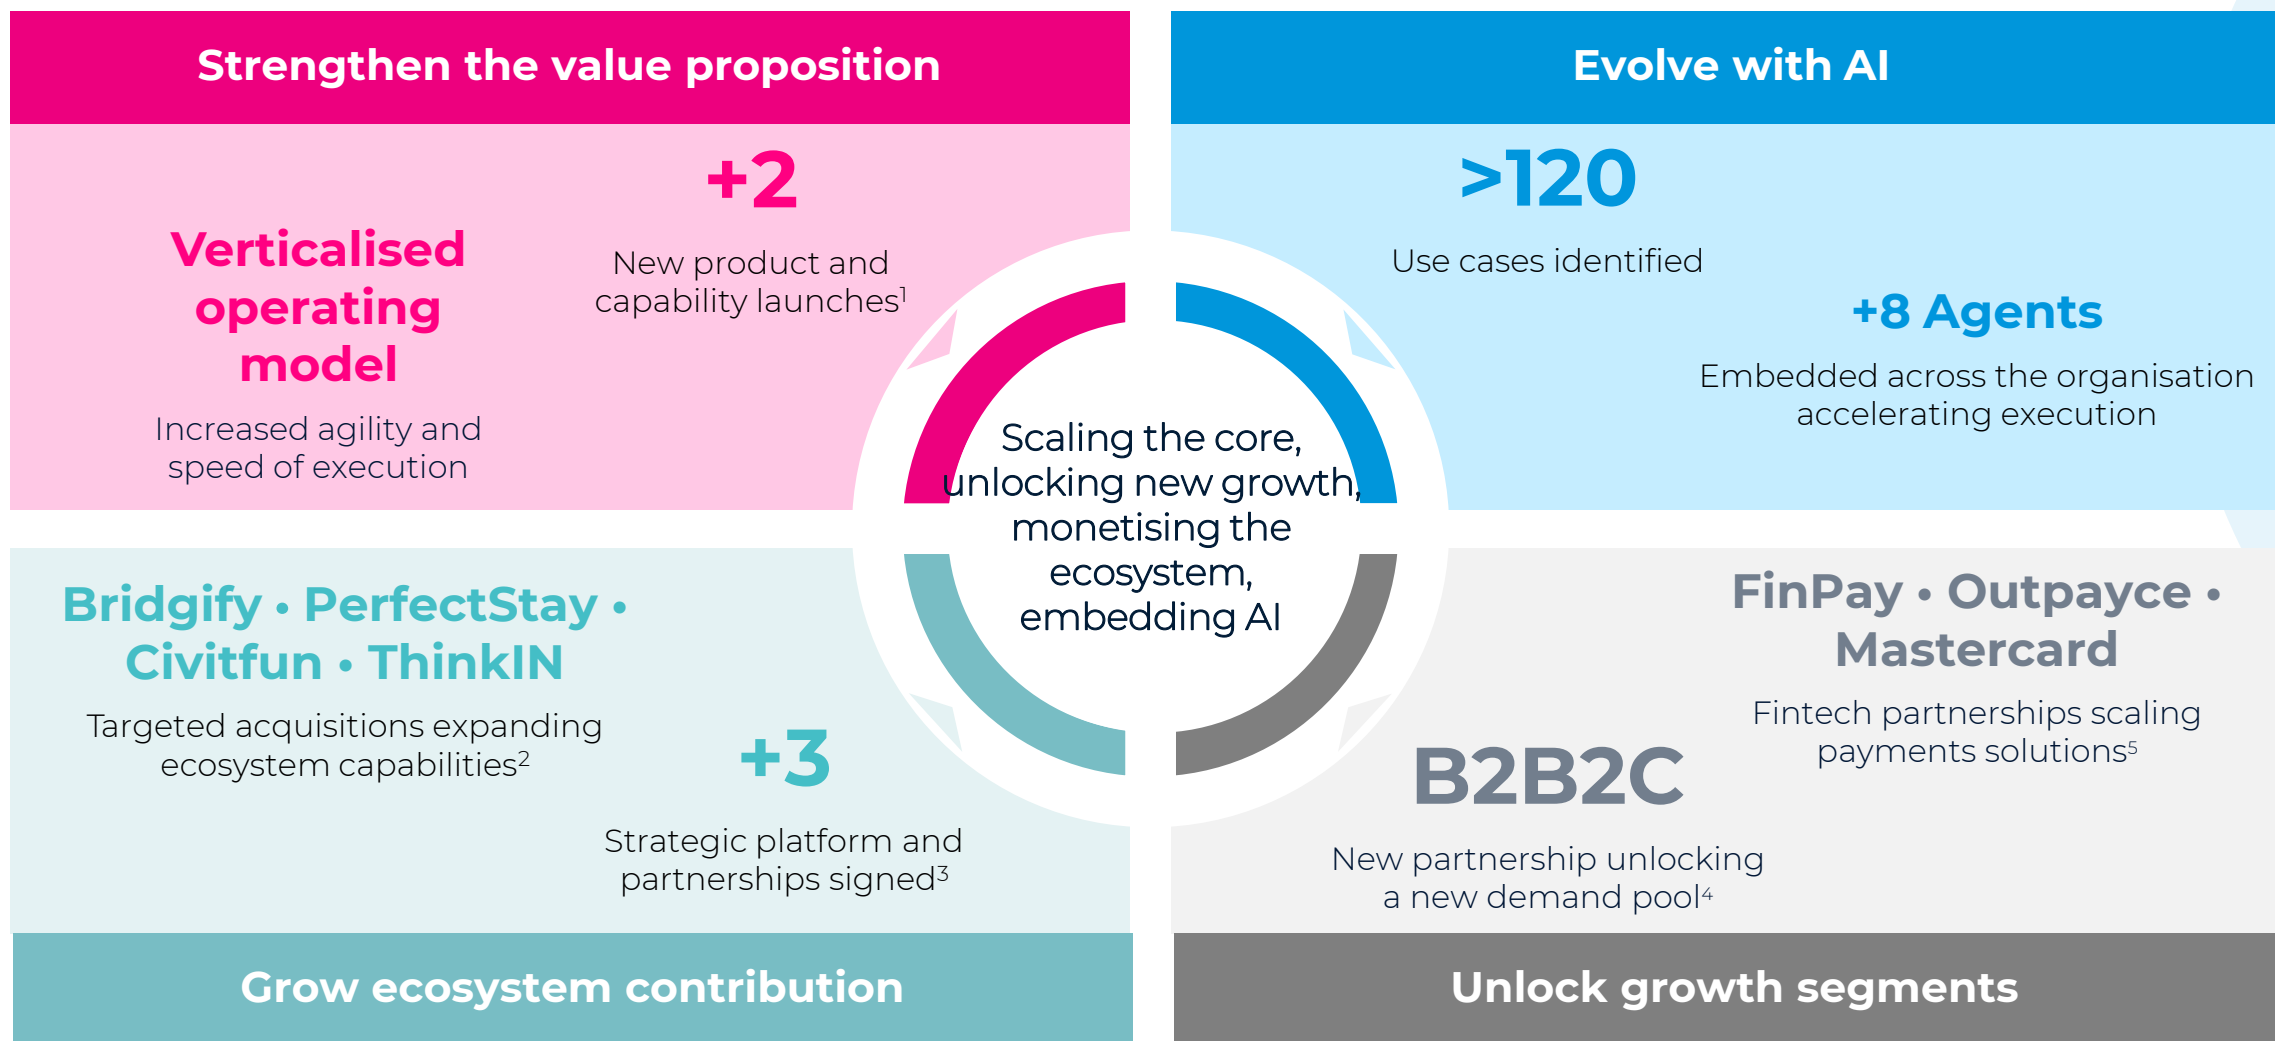 Strengthen the value proposition
Verticalised
operating
model
Increased agility and
speed of execution
+2
New product and
capability launches¹
Evolve with AI
>120
Use cases identified
+8 Agents
Embedded across the organisation
accelerating execution
Scaling the core,
unlocking new growth,
monetising the
ecosystem,
embedding AI
Bridgify • PerfectStay •
Civitfun • ThinkIN
Targeted acquisitions expanding
ecosystem capabilities²
+3
Strategic platform and
partnerships signed³
Grow ecosystem contribution
FinPay • Outpayce •
Mastercard
Fintech partnerships scaling
payments solutions⁵
B2B2C
New partnership unlocking
a new demand pool⁴
Unlock growth segments